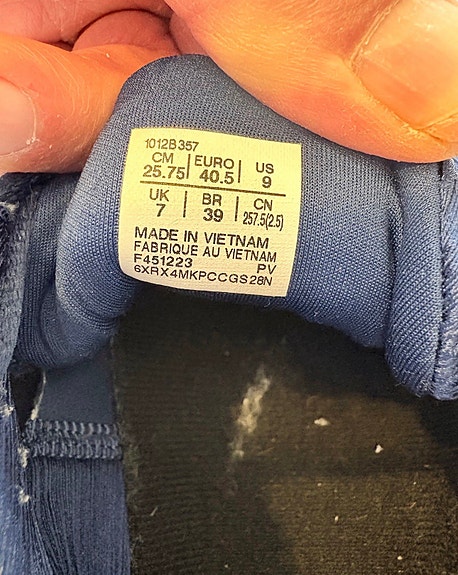 1012B357
CM 25.75 | EURO 40.5 | US 9
UK 7 | BR 39 | CN 257.5(2.5)
MADE IN VIETNAM
FABRIQUE AU VIETNAM
F451223 PV
6XRX4MKPCCGS28N